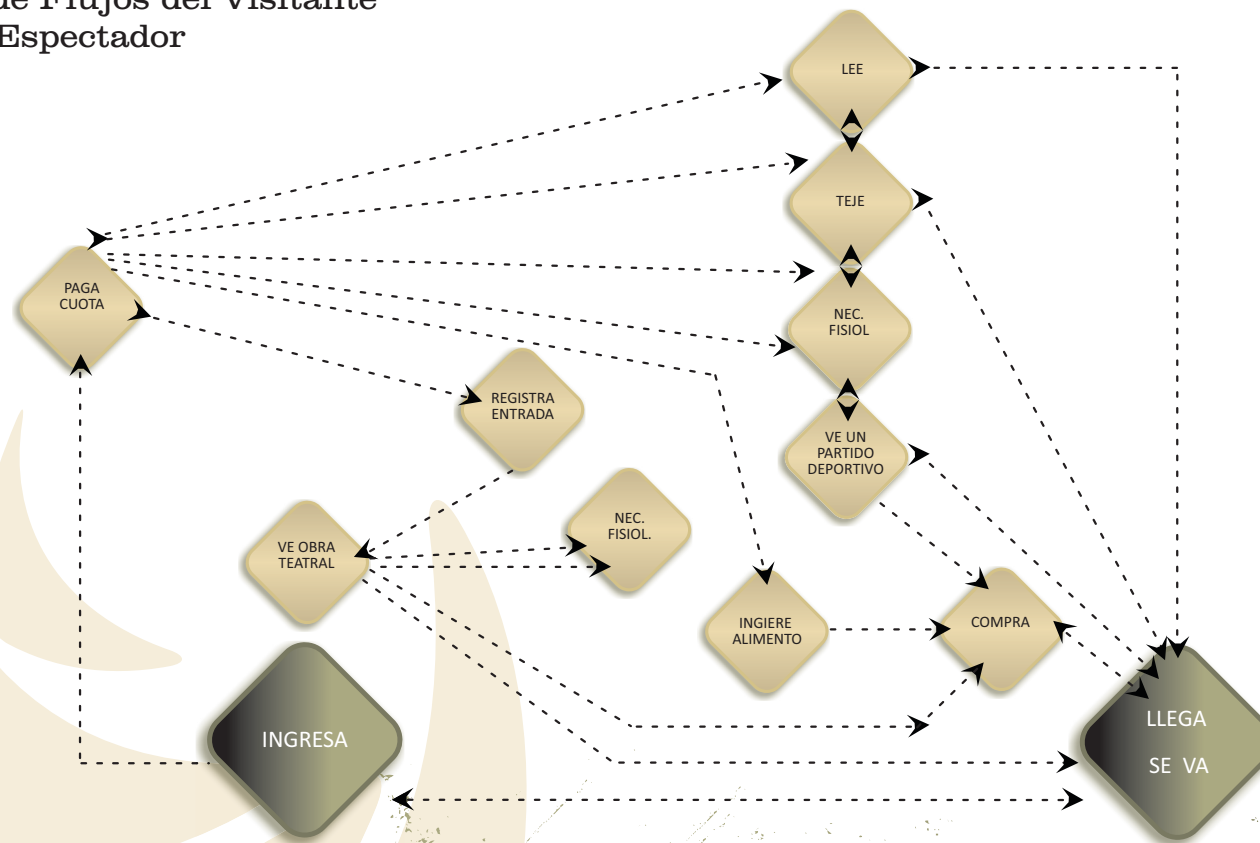 de Flujos del Visitante
Espectador
LEE
TEJE
PAGA
CUOTA
NEC.
FISIOL
REGISTRA
ENTRADA
VE UN
PARTIDO
DEPORTIVO
NEC.
FISIOL.
VE OBRA
TEATRAL
INGIERE
ALIMENTO
COMPRA
INGRESA
LLEGA
SE VA